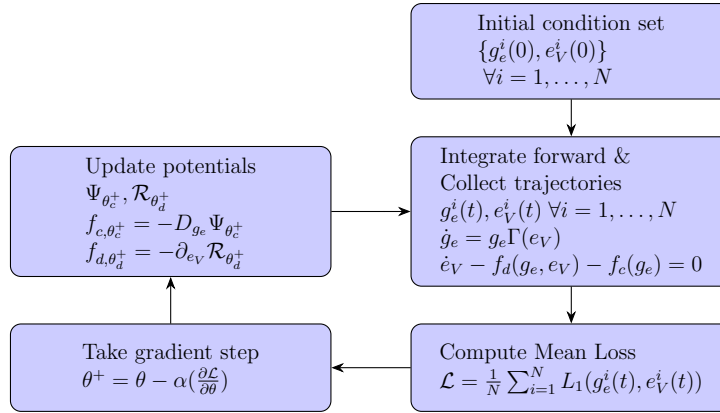 Initial condition set
{g_e^i(0), e_V^i(0)}
∀i = 1, . . . , N
Integrate forward &
Collect trajectories
g_e^i(t), e_V^i(t) ∀i = 1, . . . , N
ġ_e = g_eΓ(e_V)
ė_V − f_d(g_e, e_V) − f_c(g_e) = 0
Compute Mean Loss
ℒ = 1/N ∑_{i=1}^N L_1(g_e^i(t), e_V^i(t))
Take gradient step
θ^+ = θ − α(∂ℒ/∂θ)
Update potentials
Ψ_{θ_c^+}, ℛ_{θ_d^+}
f_{c,θ_c^+} = −D_{g_e}Ψ_{θ_c^+}
f_{d,θ_d^+} = −∂_{e_V}ℛ_{θ_d^+}